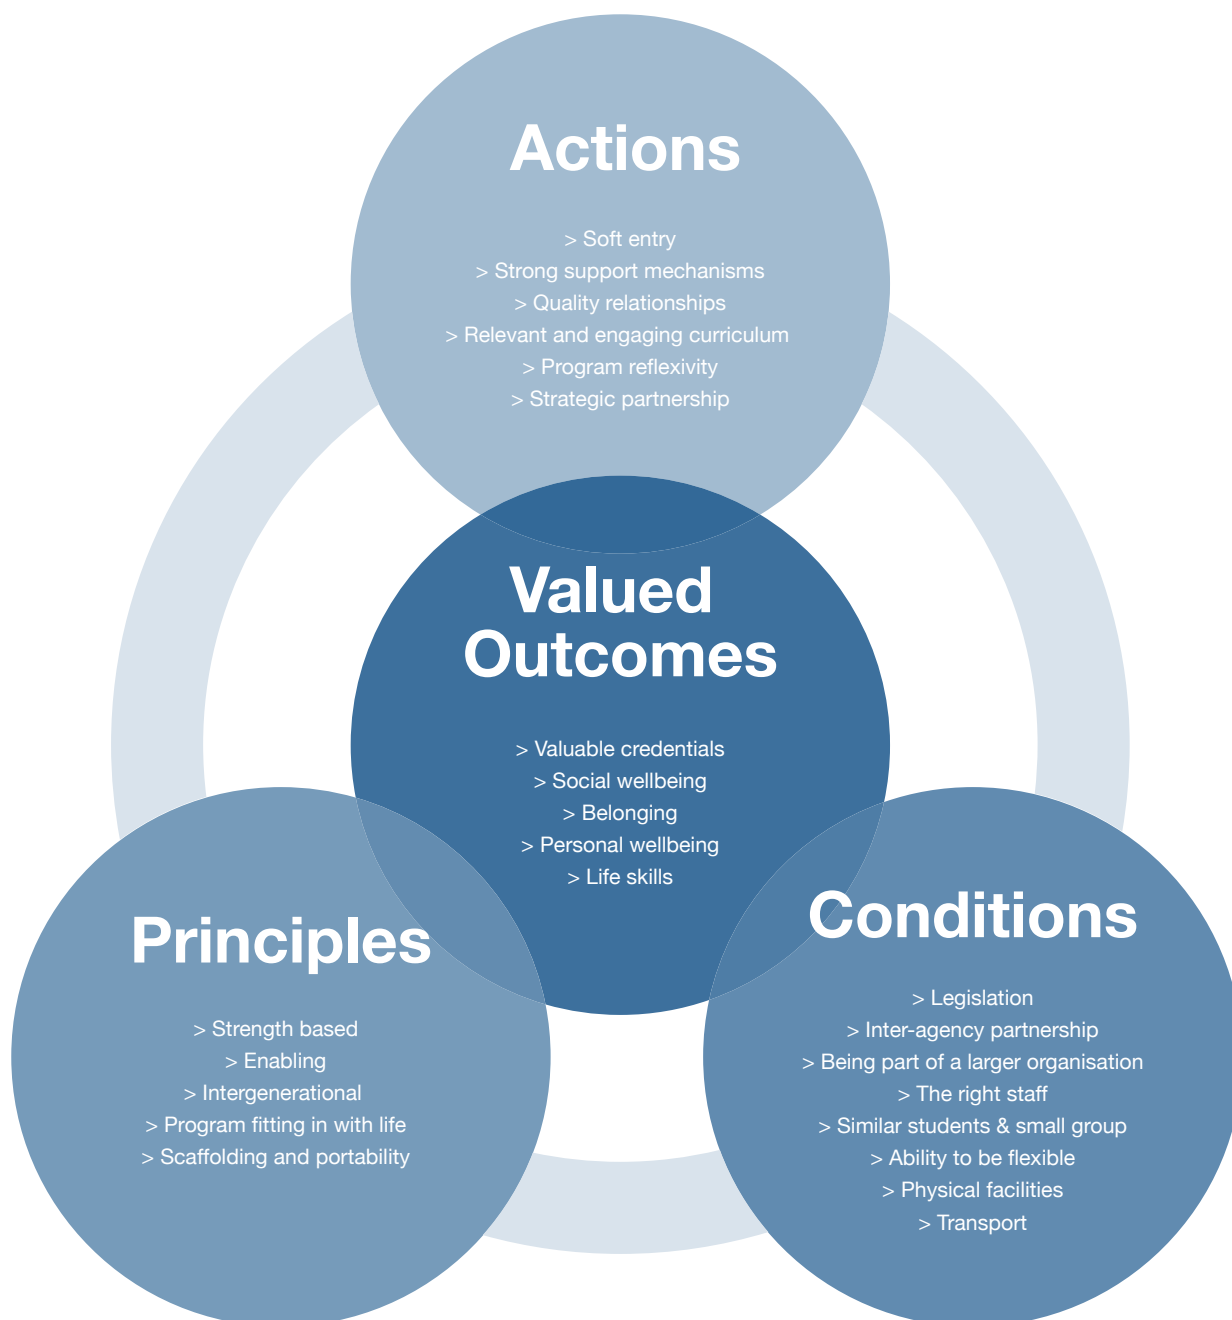 Actions
> Soft entry
> Strong support mechanisms
> Quality relationships
> Relevant and engaging curriculum
> Program reflexivity
> Strategic partnership
Valued
Outcomes
> Valuable credentials
> Social wellbeing
> Belonging
> Personal wellbeing
> Life skills
Principles
> Strength based
> Enabling
> Intergenerational
> Program fitting in with life
> Scaffolding and portability
Conditions
> Legislation
> Inter-agency partnership
> Being part of a larger organisation
> The right staff
> Similar students & small group
> Ability to be flexible
> Physical facilities
> Transport